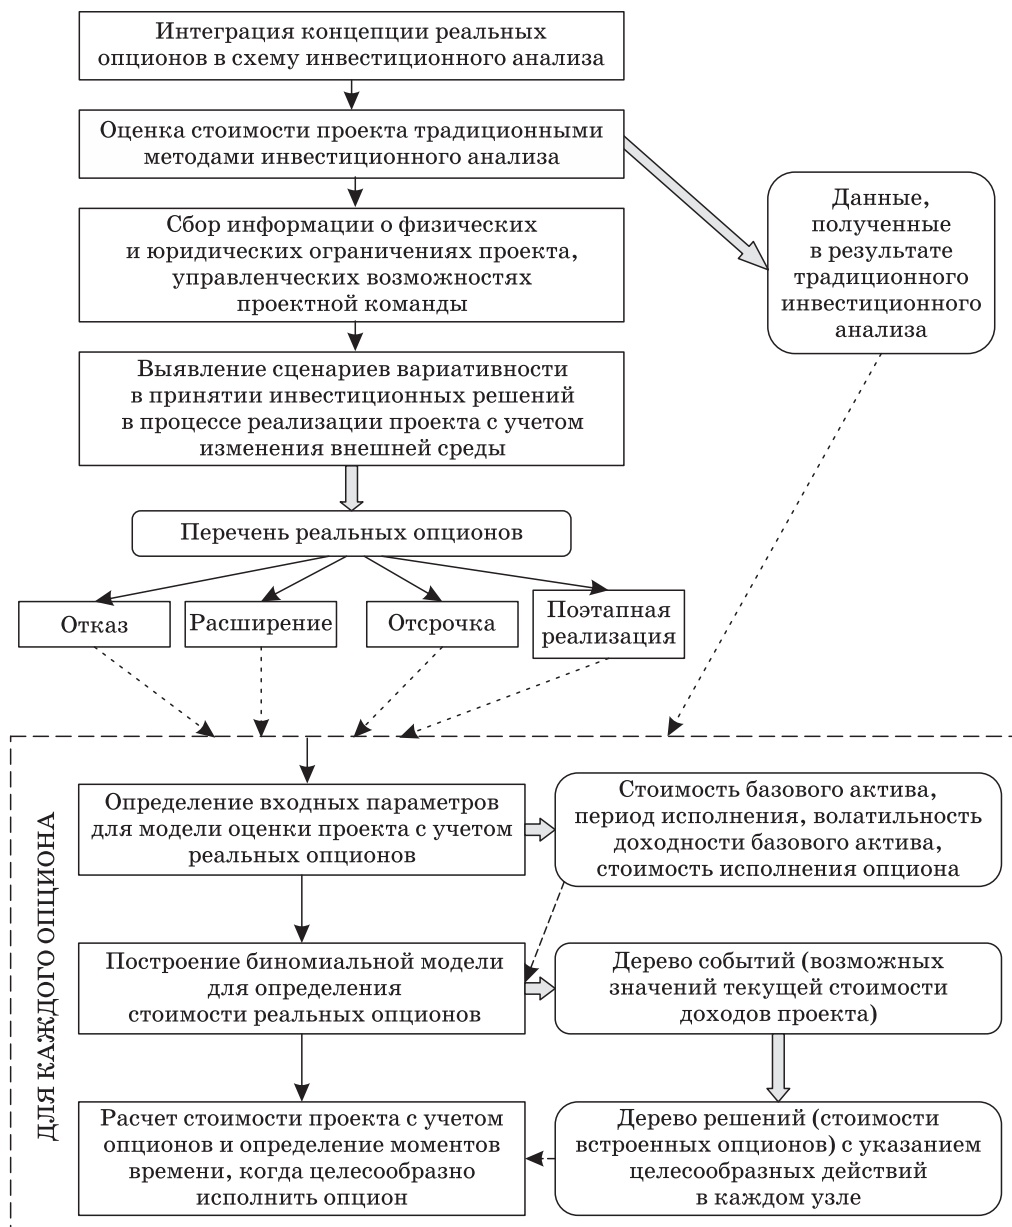 Интеграция концепции реальных
опционов в схему инвестиционного анализа
Оценка стоимости проекта традиционными
методами инвестиционного анализа
Данные,
полученные
в результате
традиционного
инвестиционного
анализа
Сбор информации о физических
и юридических ограничениях проекта,
управленческих возможностях
проектной команды
Выявление сценариев вариативности
в принятии инвестиционных решений
в процессе реализации проекта с учетом
изменения внешней среды
Перечень реальных опционов
Отказ
Расширение
Отсрочка
Поэтапная
реализация
ДЛЯ КАЖДОГО ОПЦИОНА
Определение входных параметров
для модели оценки проекта с учетом
реальных опционов
Стоимость базового актива,
период исполнения, волатильность
доходности базового актива,
стоимость исполнения опциона
Построение биномиальной модели
для определения
стоимости реальных опционов
Дерево событий (возможных
значений текущей стоимости
доходов проекта)
Расчет стоимости проекта с учетом
опционов и определение моментов
времени, когда целесообразно
исполнить опцион
Дерево решений (стоимости
встроенных опционов) с указанием
целесообразных действий
в каждом узле